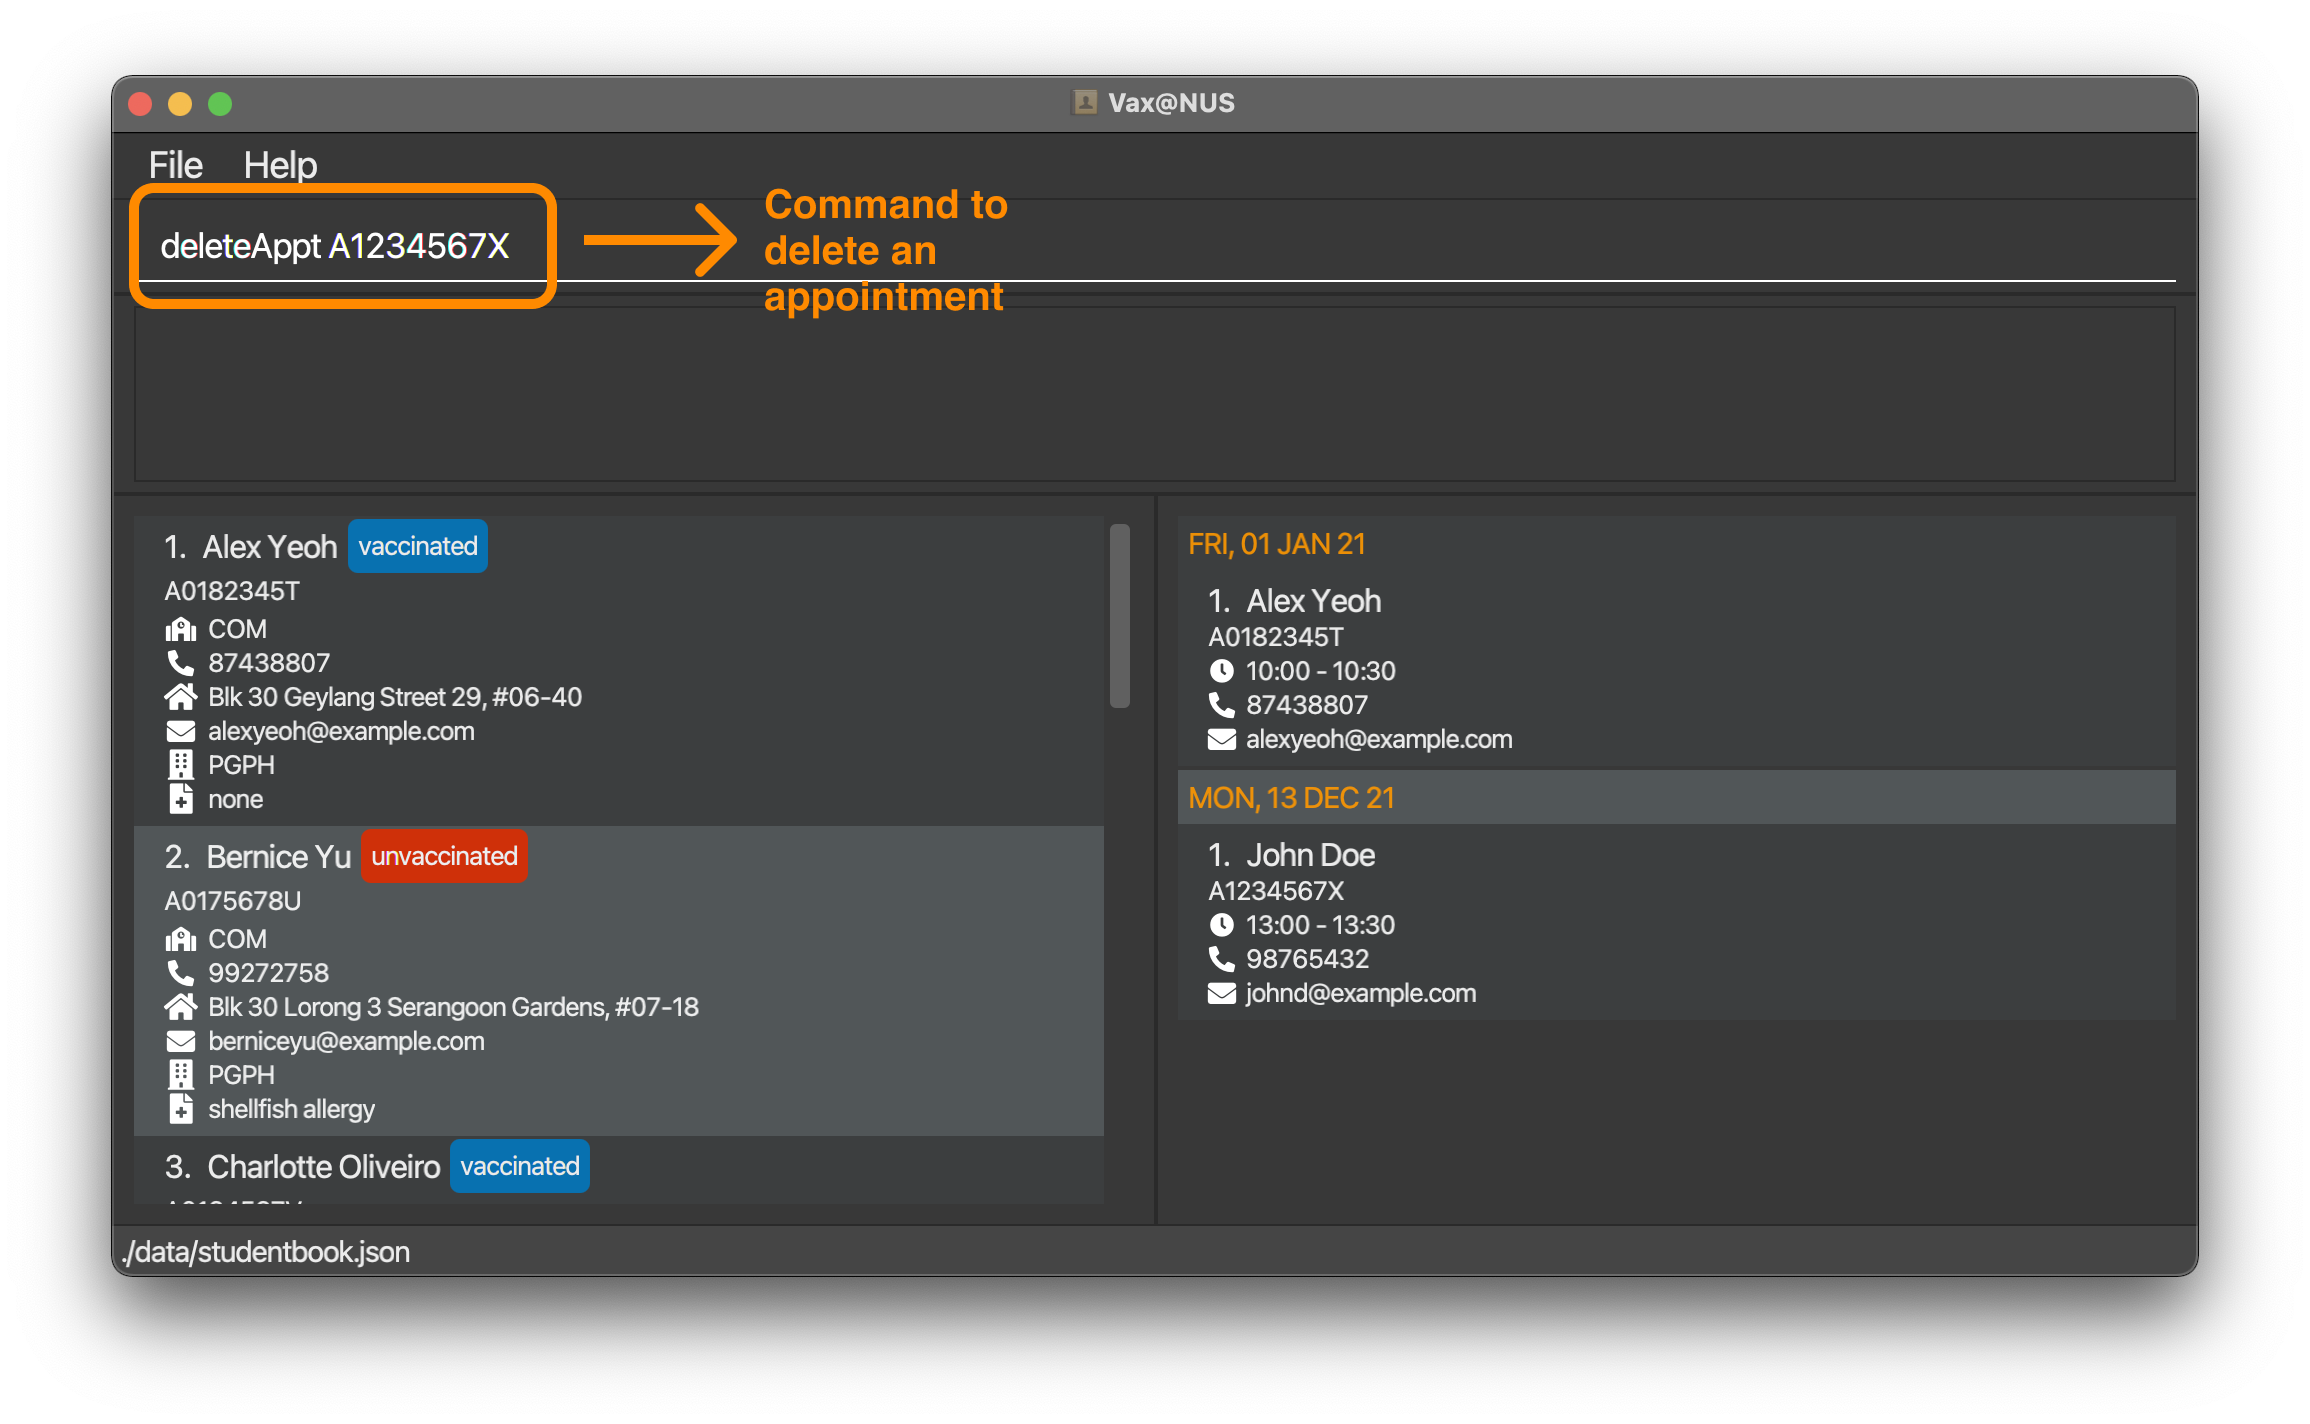 Vax@NUS
File Help
deleteAppt A1234567X
Command to
delete an
appointment
1. Alex Yeoh vaccinated
A0182345T
COM
87438807
Blk 30 Geylang Street 29, #06-40
alexyeoh@example.com
PGPH
none
2. Bernice Yu unvaccinated
A0175678U
COM
99272758
Blk 30 Lorong 3 Serangoon Gardens, #07-18
berniceyu@example.com
PGPH
shellfish allergy
3. Charlotte Oliveiro vaccinated
FRI, 01 JAN 21
1. Alex Yeoh
A0182345T
10:00 - 10:30
87438807
alexyeoh@example.com
MON, 13 DEC 21
1. John Doe
A1234567X
13:00 - 13:30
98765432
johnd@example.com
./data/studentbook.json